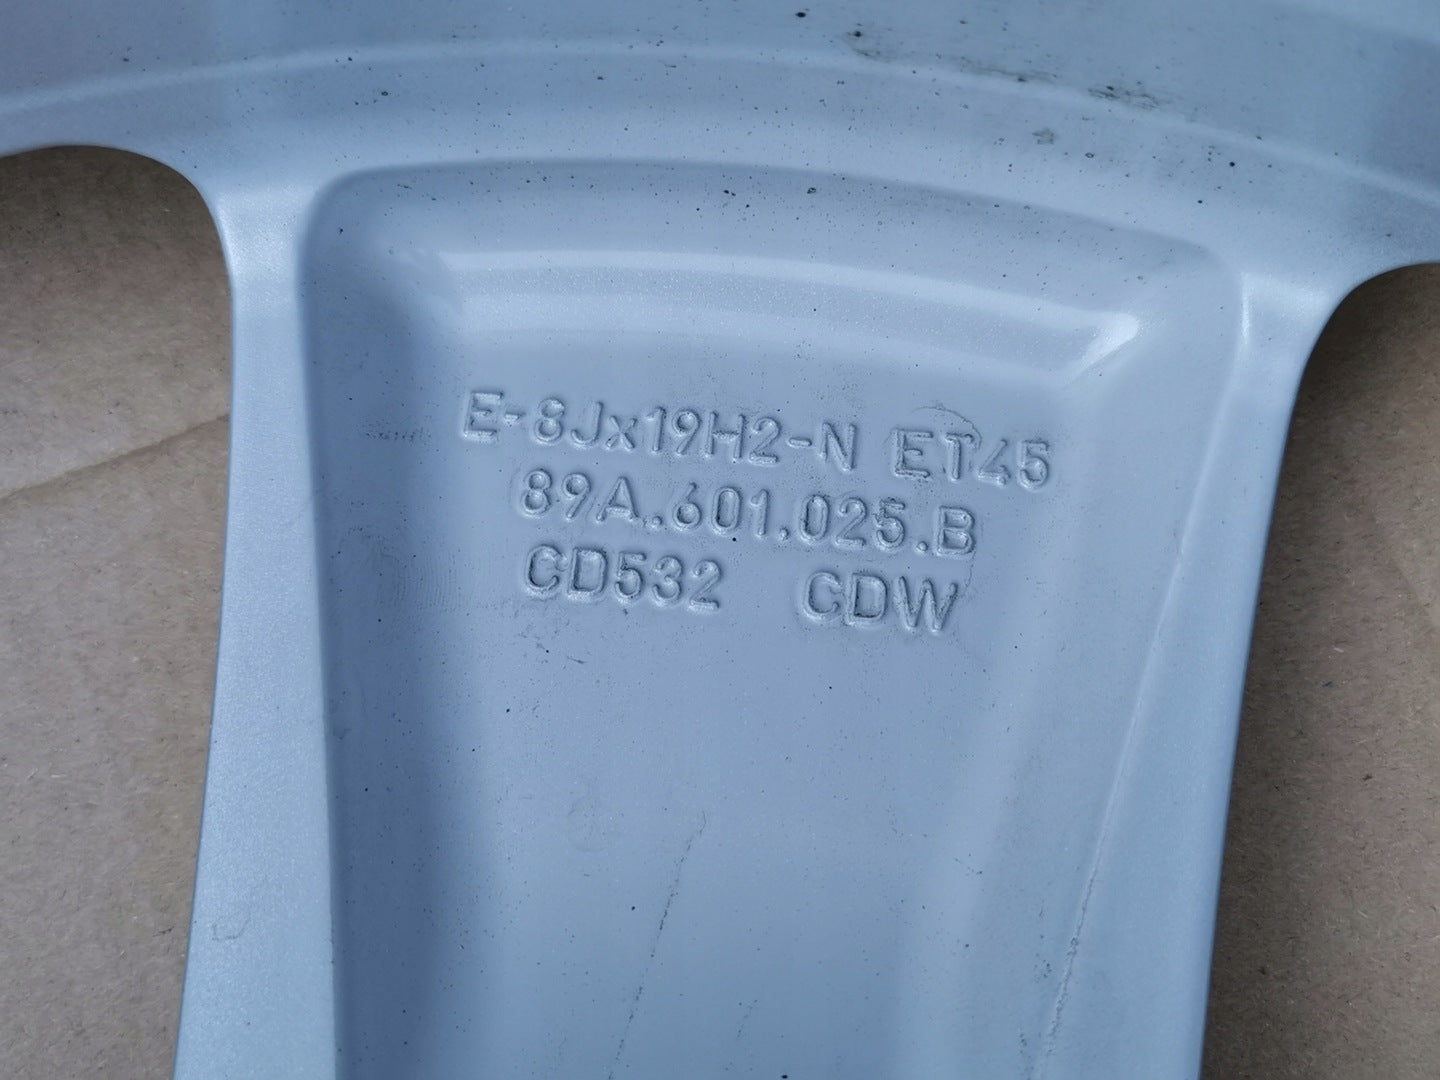 E-8Jx19H2-N ET45
89A.601.025.B
CD532 CDW